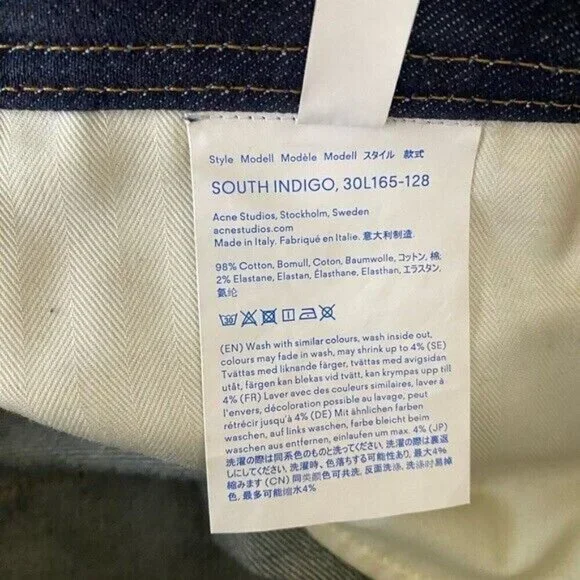 Style Modell Modèle Modell スタイル 款式
SOUTH INDIGO, 30L165-128
Acne Studios, Stockholm, Sweden
acnestudios.com
Made in Italy. Fabriqué en Italie. 意大利制造.
98% Cotton, Bomull, Coton, Baumwolle, コットン, 棉;
2% Elastane, Elastan, Élasthane, Elasthan, エラスタン,
氨纶
30
(EN) Wash with similar colours, wash inside out,
colours may fade in wash, may shrink up to 4% (SE)
Tvättas med liknande färger, tvättas med avigsidan
utåt, färgen kan blekas vid tvätt, kan krympas upp till
4% (FR) Laver avec des couleurs similaires, laver à
l'envers, décoloration possible au lavage, peut
rétrécir jusqu'à 4% (DE) Mit ähnlichen farben
waschen, auf links waschen, farbe bleicht beim
waschen aus entfernen, einlaufen um max. 4% (JP)
洗濯の際は同系色のものと洗ってください、洗濯の際は裏返
しにしてください, 洗濯時、色落ちする可能性あり、最大4%
縮みます (CN) 同类颜色可共洗, 反面洗涤, 洗涤时易掉
色, 最多可能缩水4%